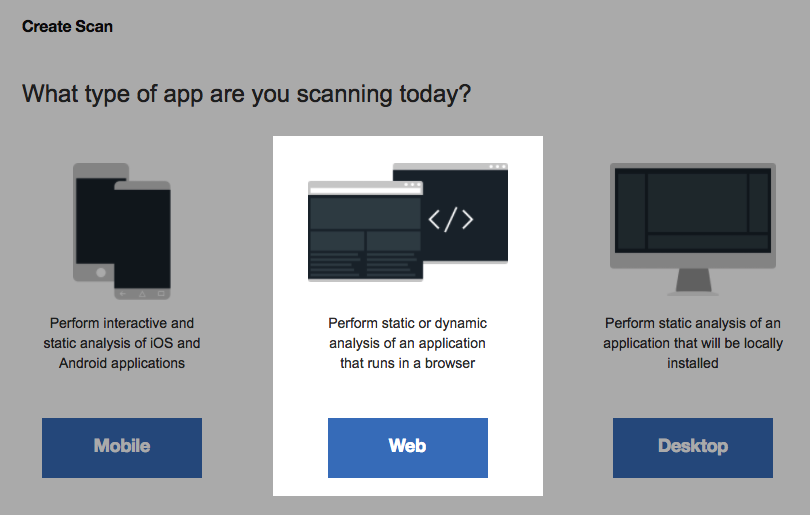 Create Scan
What type of app are you scanning today?
Perform interactive and
static analysis of iOS and
Android applications
Mobile
</>
Perform static or dynamic
analysis of an application
that runs in a browser
Web
Perform static analysis of an
application that will be locally
installed
Desktop